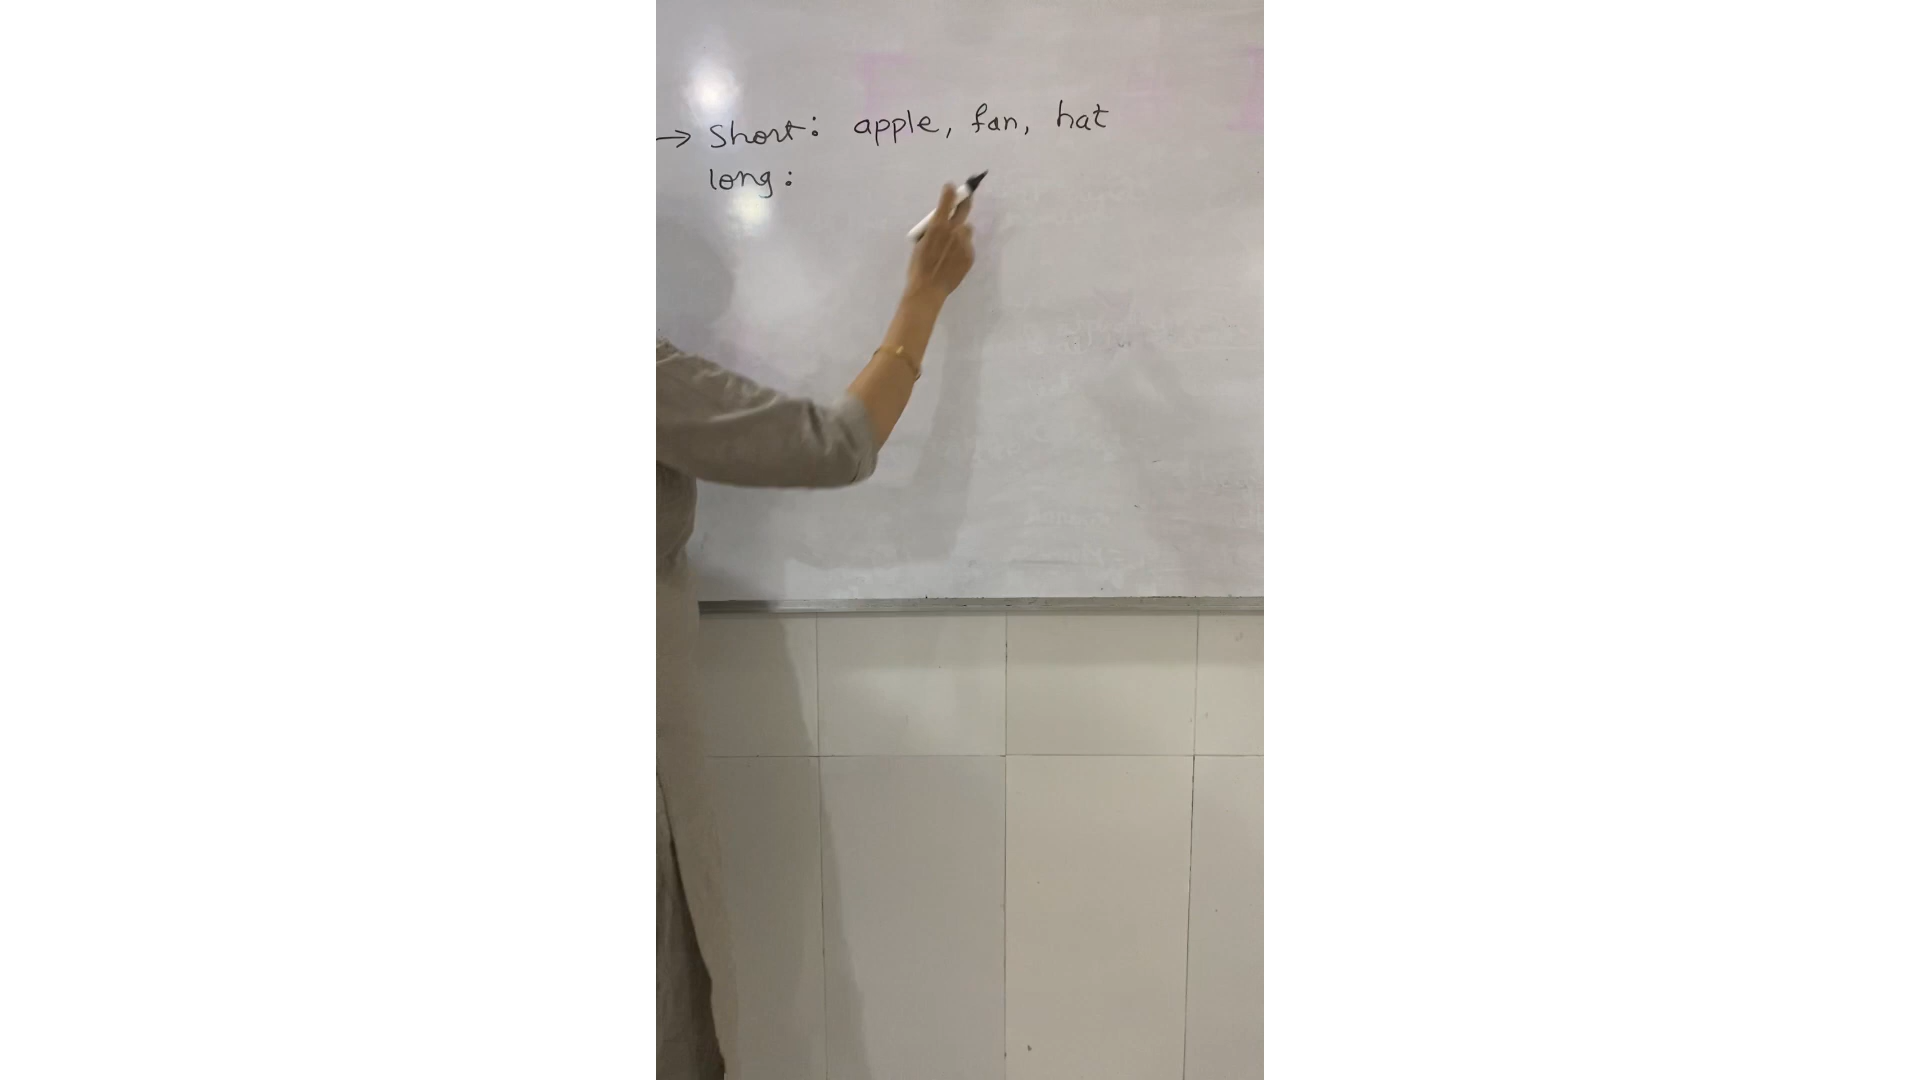 → Short: apple, fan, hat
long: